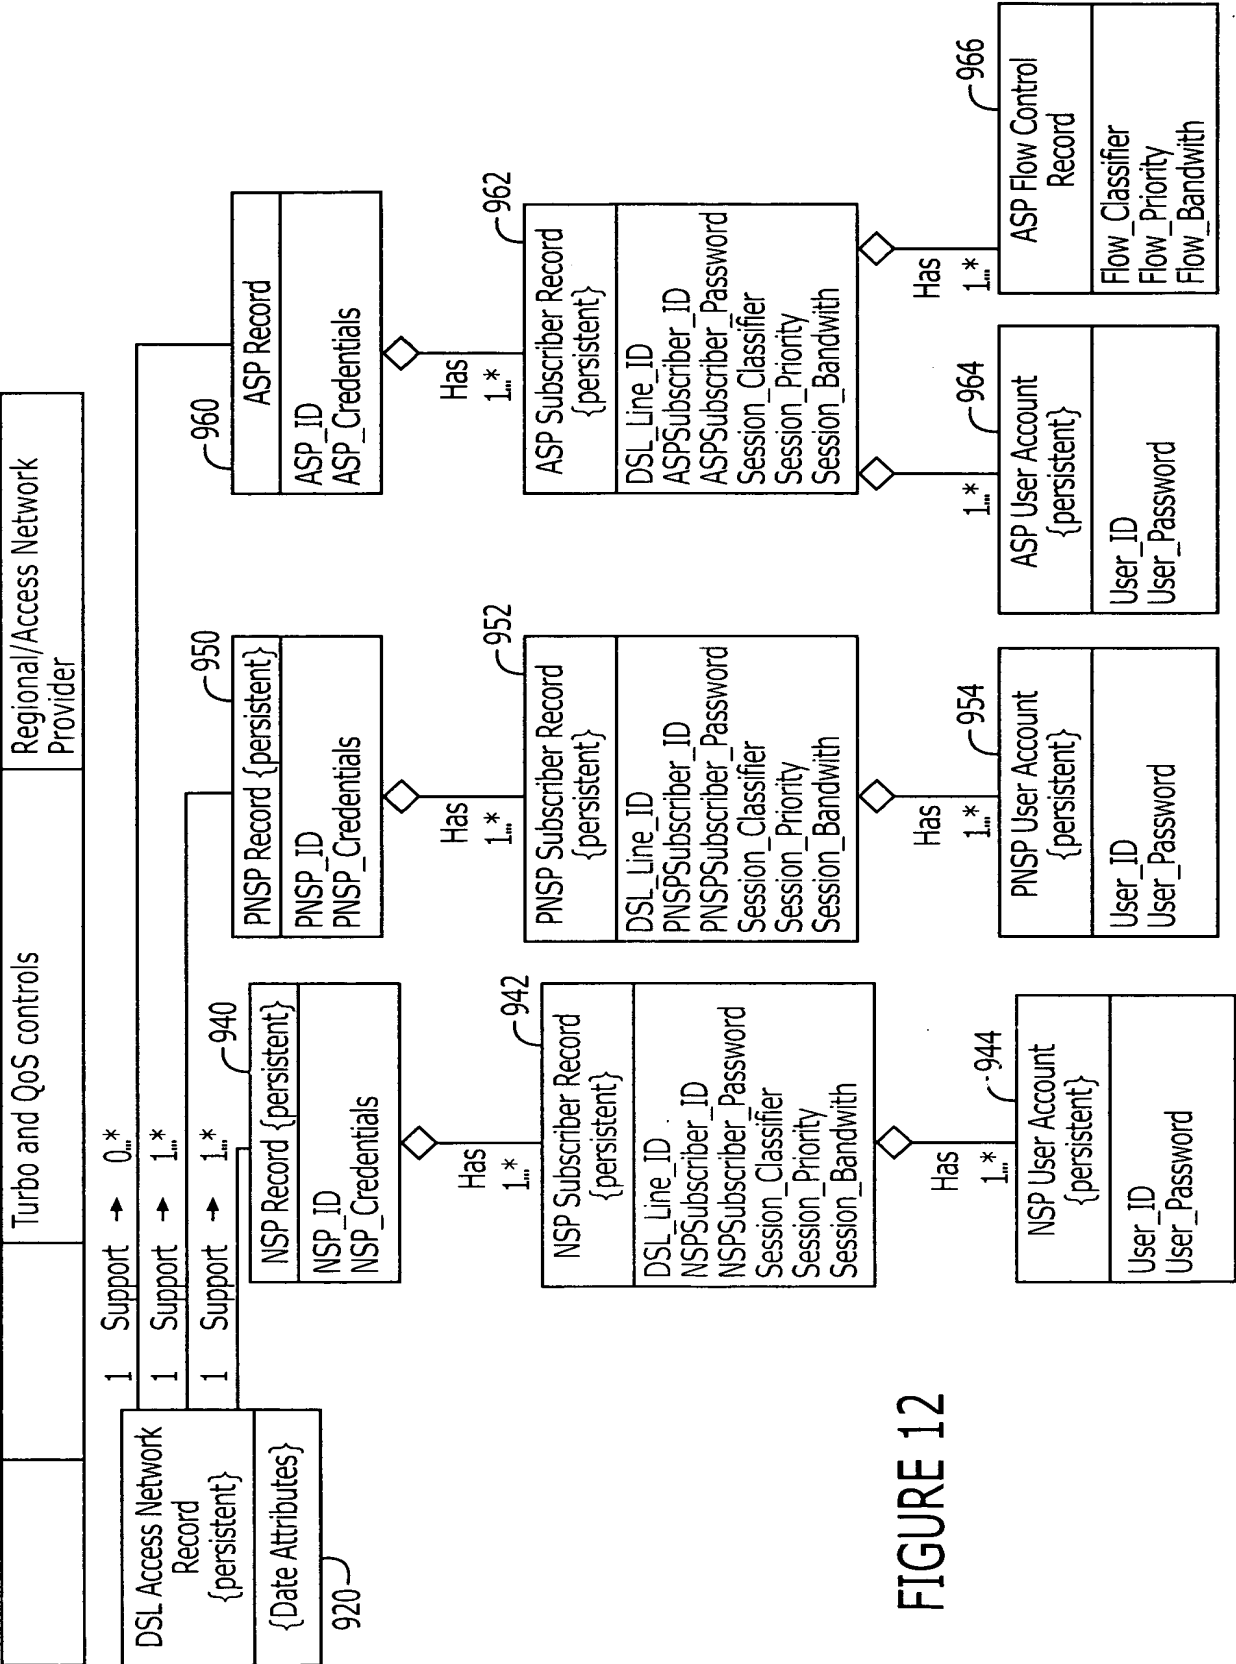 Turbo and QoS controls
Regional/Access Network
Provider
1 Support → 0...*
1 Support → 1...*
1 Support → 1...*
DSL Access Network
Record
{persistent}
{Date Attributes}
920
940
NSP Record {persistent}
NSP_ID
NSP_Credentials
Has
1...*
942
NSP Subscriber Record
{persistent}
DSL_Line_ID
NSPSubscriber_ID
NSPSubscriber_Password
Session_Classifier
Session_Priority
Session_Bandwith
Has
1...*
944
NSP User Account
{persistent}
User_ID
User_Password
950
PNSP Record {persistent}
PNSP_ID
PNSP_Credentials
Has
1...*
952
PNSP Subscriber Record
{persistent}
DSL_Line_ID
PNSPSubscriber_ID
PNSPSubscriber_Password
Session_Classifier
Session_Priority
Session_Bandwith
Has
1...*
954
PNSP User Account
{persistent}
User_ID
User_Password
960
ASP Record
ASP_ID
ASP_Credentials
Has
1...*
962
ASP Subscriber Record
{persistent}
DSL_Line_ID
ASPSubscriber_ID
ASPSubscriber_Password
Session_Classifier
Session_Priority
Session_Bandwith
1...*
964
ASP User Account
{persistent}
User_ID
User_Password
Has
1...*
966
ASP Flow Control
Record
Flow_Classifier
Flow_Priority
Flow_Bandwith
FIGURE 12